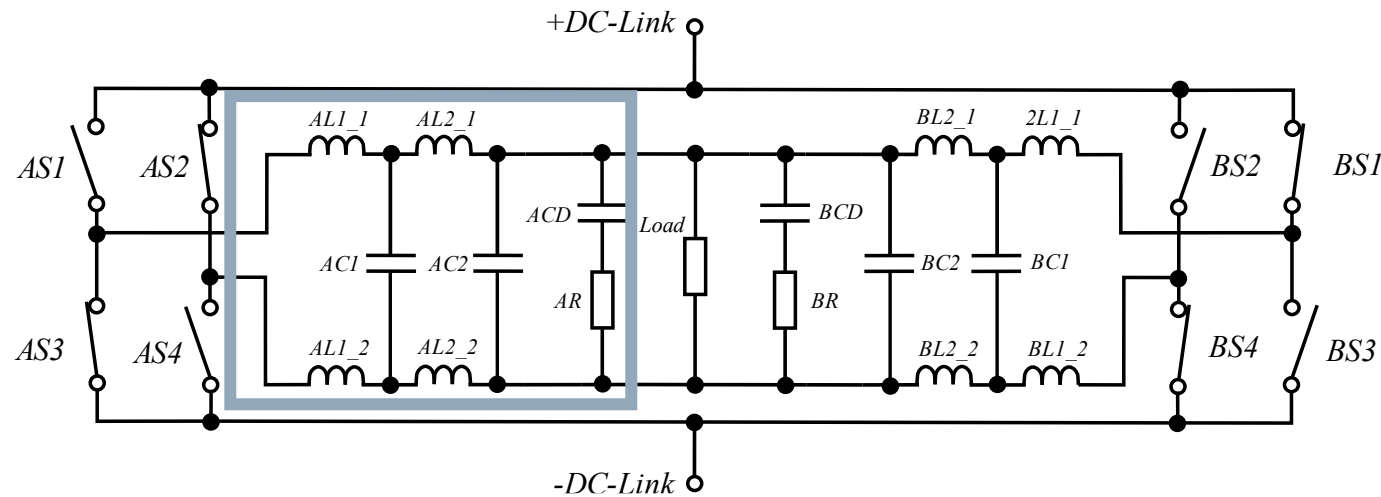 +DC-Link
AL1_1 AL2_1 BL2_1 2L1_1
AS1 AS2 BS2 BS1
ACD Load BCD
AC1 AC2 BC2 BC1
AR BR
AL1_2 AL2_2 BL2_2 BL1_2
AS3 AS4 BS4 BS3
-DC-Link